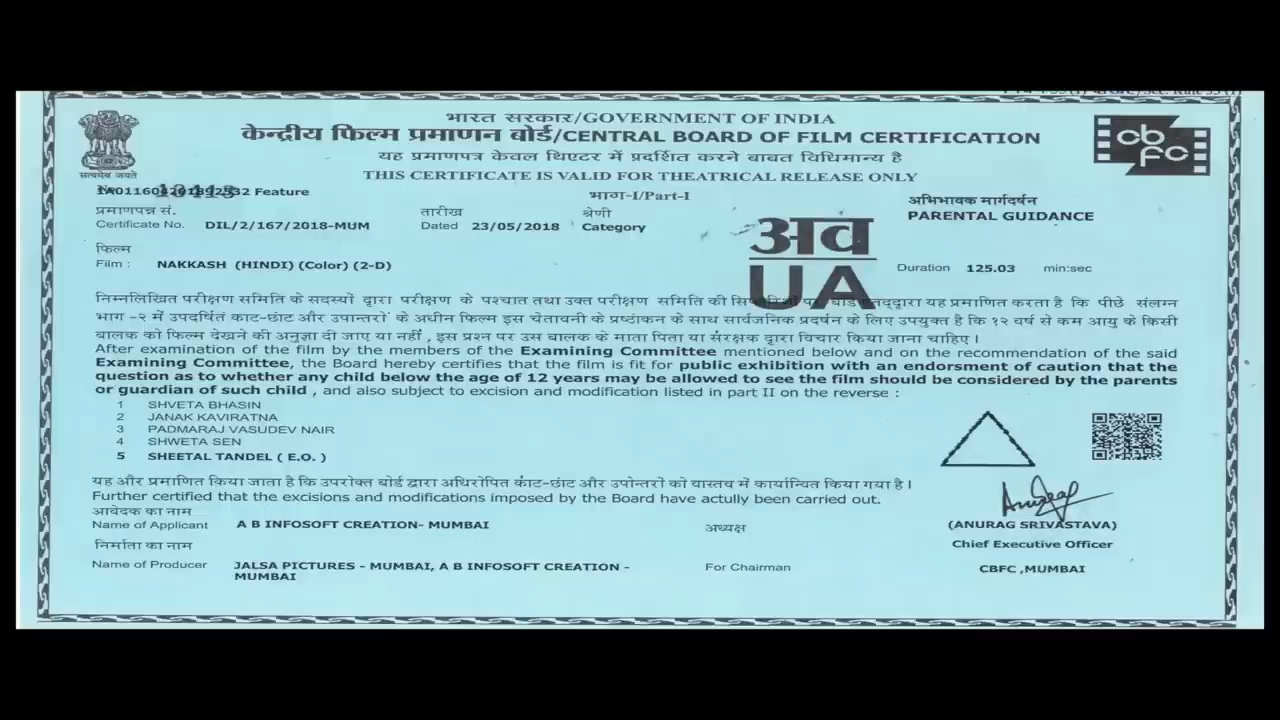 भारत सरकार/GOVERNMENT OF INDIA
केन्द्रीय फिल्म प्रमाणन बोर्ड/CENTRAL BOARD OF FILM CERTIFICATION
cb
fc
यह प्रमाणपत्र केवल थिएटर में प्रदर्शित करने बाबत विधिमान्य है
सत्यमेव जयते
THIS CERTIFICATE IS VALID FOR THEATRICAL RELEASE ONLY
Feature
भाग-I/Part-I
अभिभावक मार्गदर्शन
PARENTAL GUIDANCE
प्रमाणपत्र सं. तारीख श्रेणी
Certificate No. DIL/2/167/2018-MUM Dated 23/05/2018 Category
अव
UA
फिल्म
Film : NAKKASH (HINDI) (Color) (2-D) Duration 125.03 min:sec
निम्नलिखित परीक्षण समिति के सदस्यों द्वारा परीक्षण के पश्चात तथा उक्त परीक्षण समिति की पर यह प्रमाणित करता है कि पीछे संलग्न
भाग -२ में उपदर्षित काट-छांट और उपान्तरों के अधीन फिल्म इस चेतावनी के प्रष्ठांकन के साथ सार्वजनिक प्रदर्षन के लिए उपयुक्त है कि १२ वर्ष से कम आयु के किसी
बालक को फिल्म देखने की अनुज्ञा दी जाए या नहीं , इस प्रश्न पर उस बालक के माता पिता या संरक्षक द्वारा विचार किया जाना चाहिए ।
After examination of the film by the members of the Examining Committee mentioned below and on the recommendation of the said
Examining Committee, the Board hereby certifies that the film is fit for public exhibition with an endorsment of caution that the
question as to whether any child below the age of 12 years may be allowed to see the film should be considered by the parents
or guardian of such child , and also subject to excision and modification listed in part II on the reverse :
1 SHVETA BHASIN
2 JANAK KAVIRATNA
3 PADMARAJ VASUDEV NAIR
4 SHWETA SEN
5 SHEETAL TANDEL ( E.O. )
यह और प्रमाणित किया जाता है कि उपरोक्त बोर्ड द्वारा अधिरोपित काट-छांट और उपोन्तरों को वास्तव में कार्यान्वित किया गया है ।
Further certified that the excisions and modifications imposed by the Board have actully been carried out.
आवेदक का नाम
Name of Applicant A B INFOSOFT CREATION- MUMBAI अध्यक्ष (ANURAG SRIVASTAVA)
निर्माता का नाम Chief Executive Officer
Name of Producer JALSA PICTURES - MUMBAI, A B INFOSOFT CREATION - For Chairman CBFC ,MUMBAI
MUMBAI